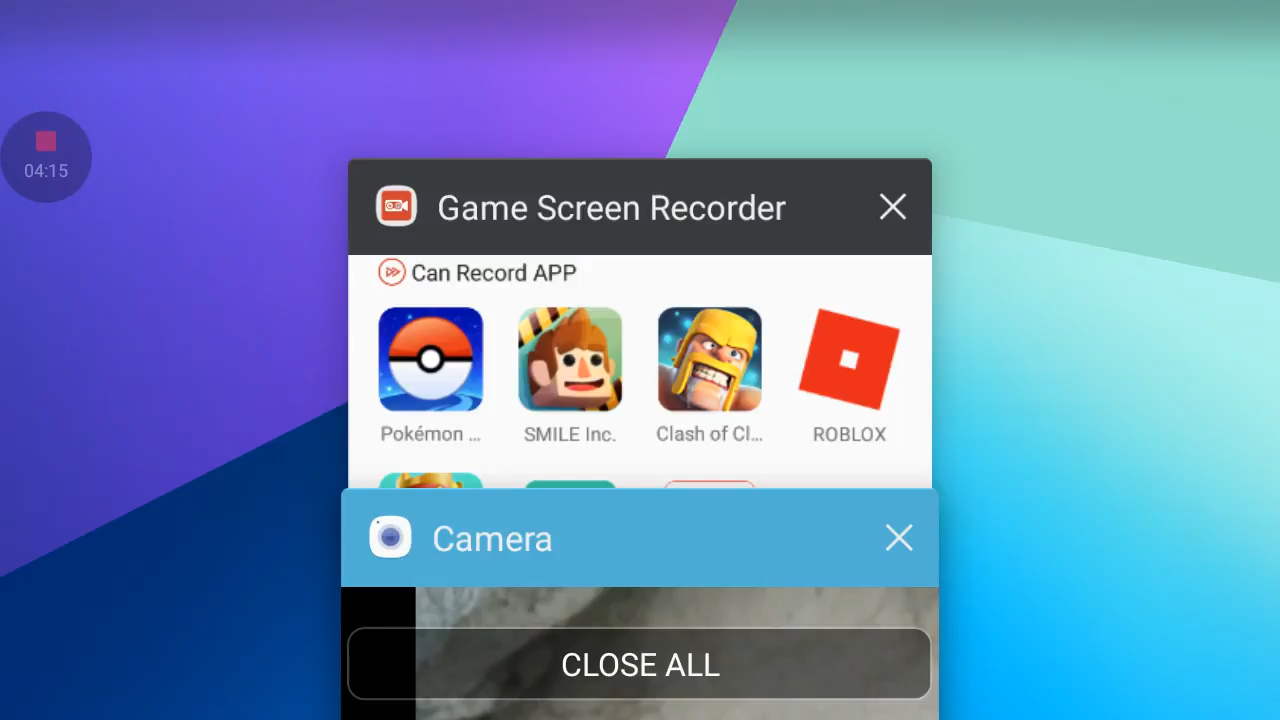 04:15
Game Screen Recorder
Can Record APP
Pokémon ...
SMILE Inc.
Clash of Cl...
ROBLOX
Camera
CLOSE ALL